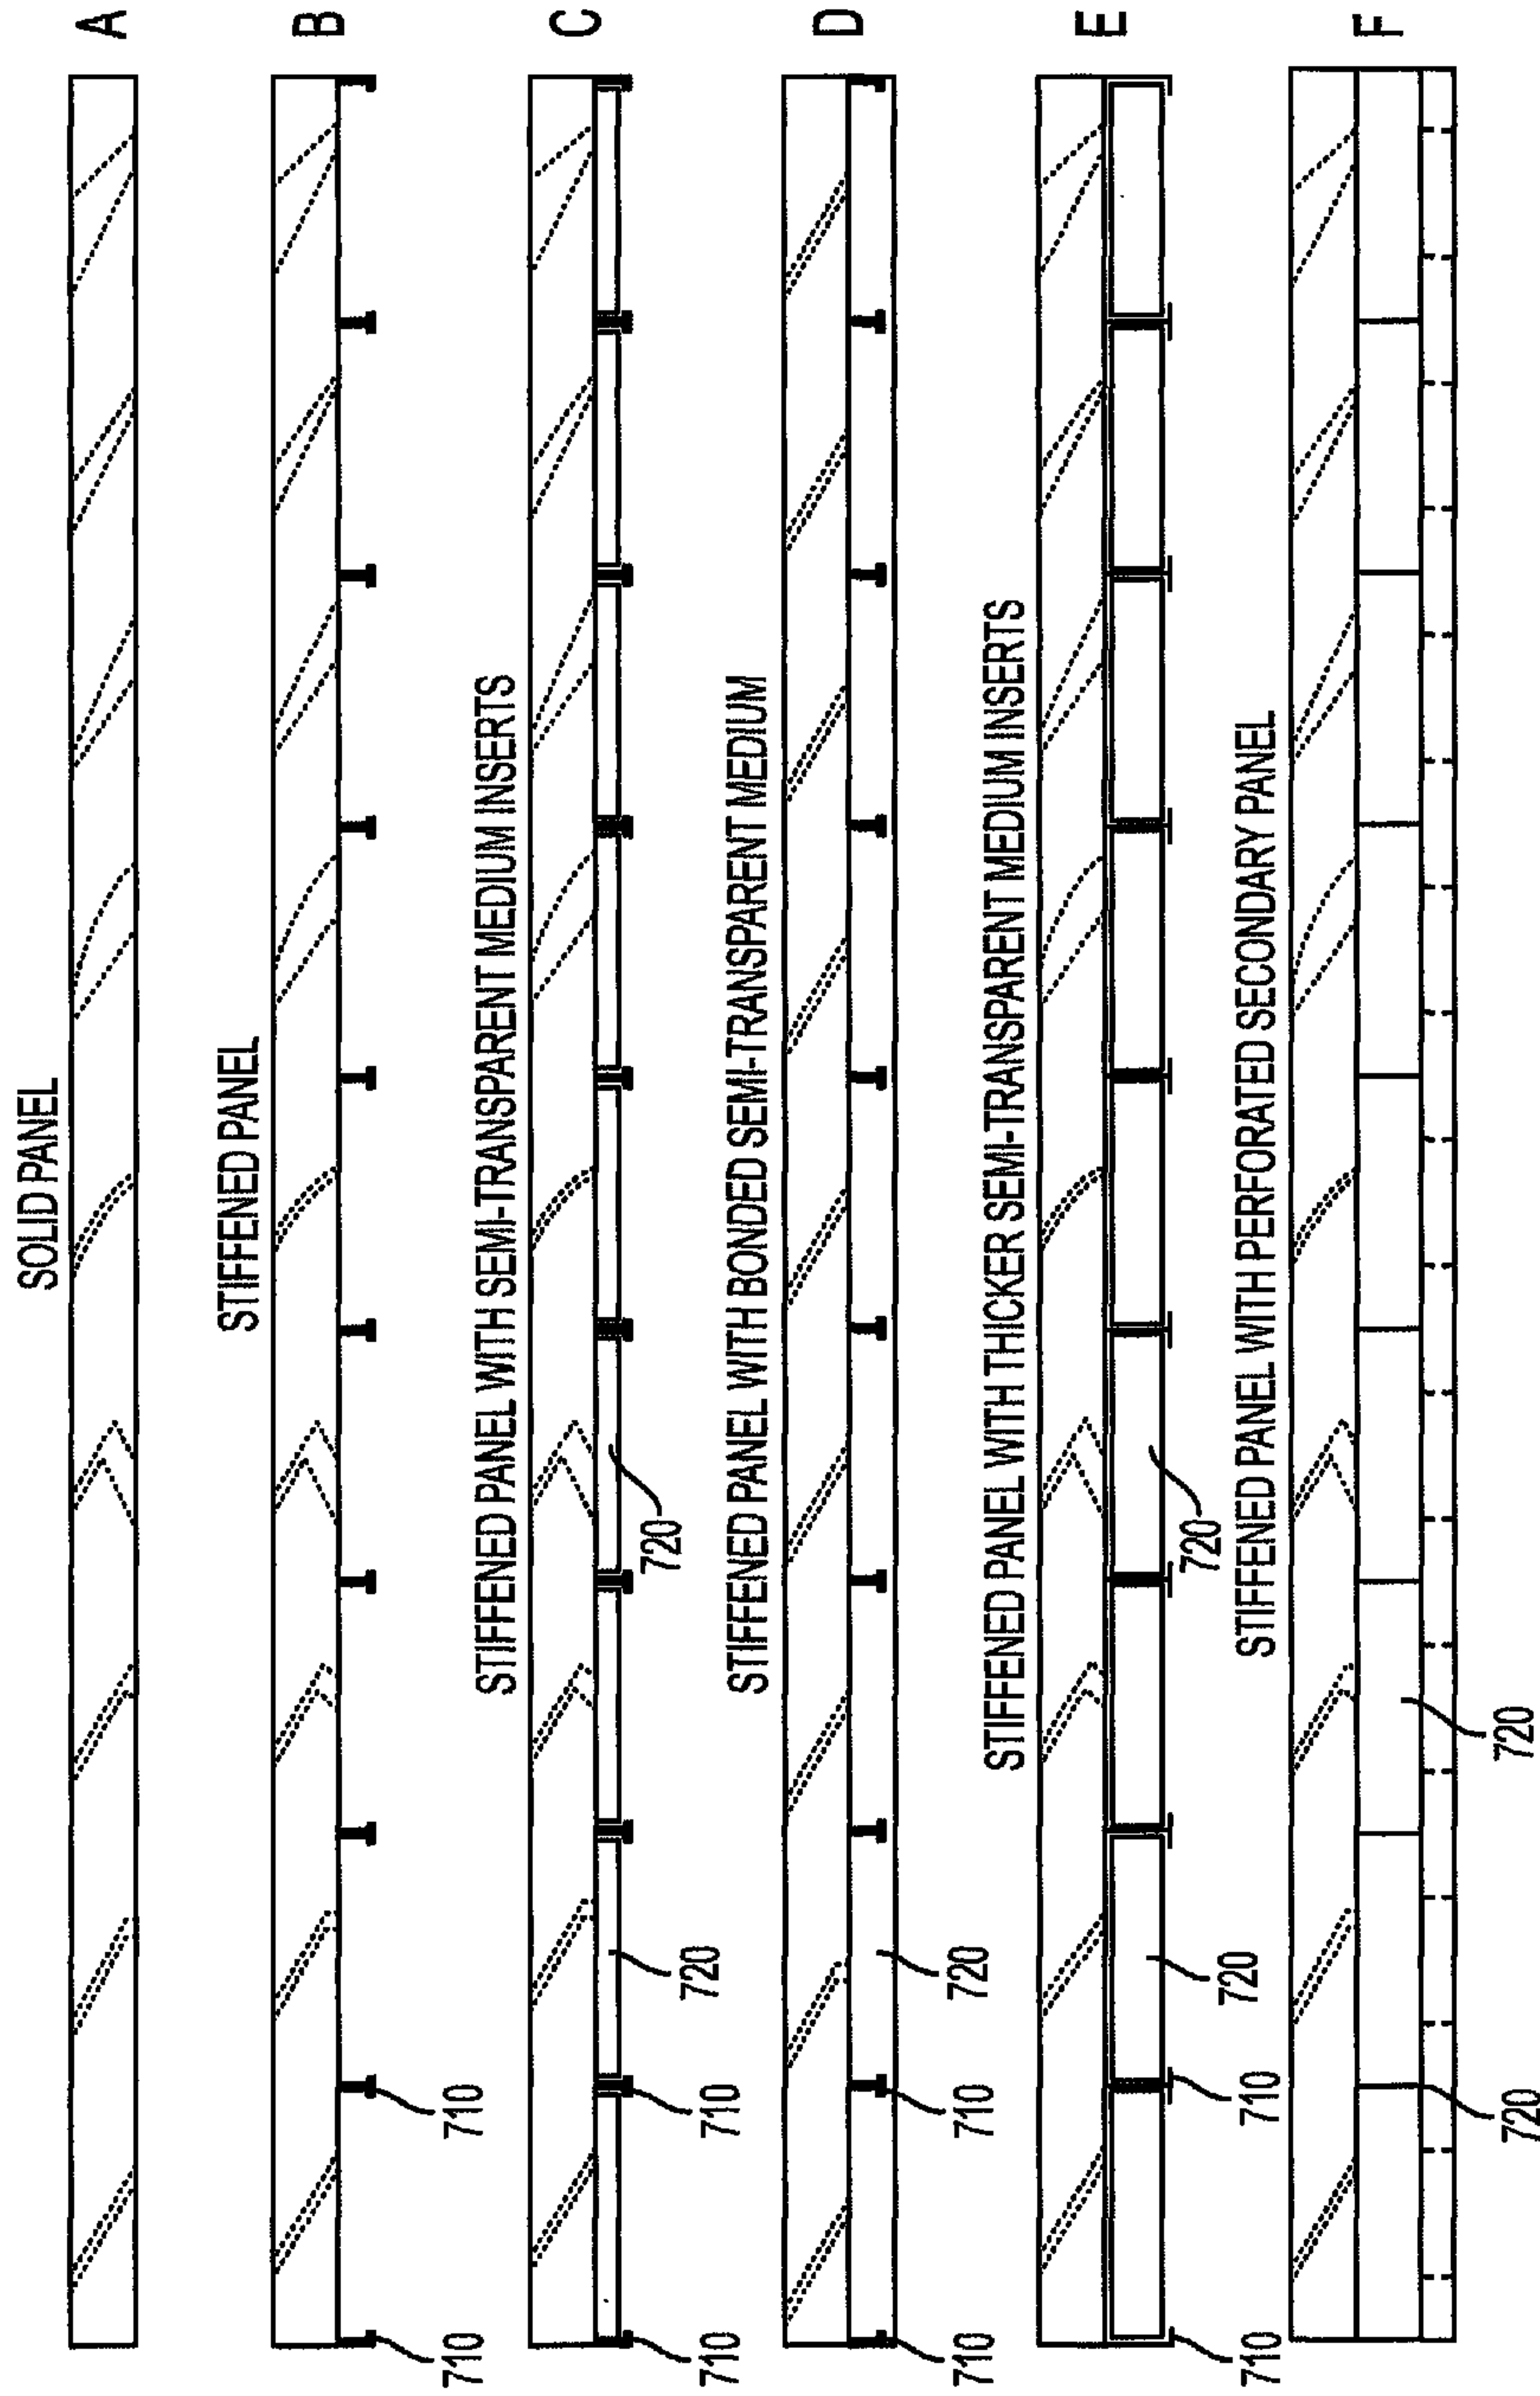 SOLID PANEL
A
STIFFENED PANEL
B
710
710
STIFFENED PANEL WITH SEMI-TRANSPARENT MEDIUM INSERTS
C
710
710
720
720
STIFFENED PANEL WITH BONDED SEMI-TRANSPARENT MEDIUM
D
710
710
720
STIFFENED PANEL WITH THICKER SEMI-TRANSPARENT MEDIUM INSERTS
E
710
710
720
720
STIFFENED PANEL WITH PERFORATED SECONDARY PANEL
F
720
720